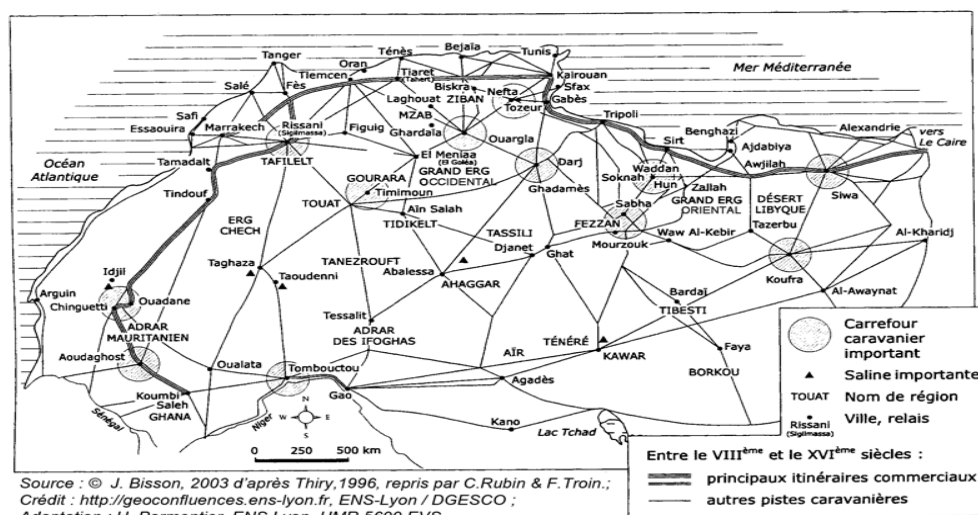 Tanger
Ténès
Bejaïa
Tunis
Oran
Mer Méditerranée
Tlemcen
Tiaret
(Tahert)
Kairouan
Biskra
Nefta
Sfax
Salé
Fès
ZIBAN
Laghouat
Tozeur
Gabès
Safi
MZAB
Tripoli
Essaouira
Marrakech
Rissani
(Sigilmassa)
Figuig
Ghardaïa
Ouargla
Benghazi
Alexandrie
vers
Le Caire
Sirt
Ajdabiya
Océan
Atlantique
TAFILELT
El Meniaa
(El Goléa)
Darj
Waddan
Awjilah
Tamadalt
GRAND ERG
OCCIDENTAL
Soknah
Hun
Zallah
Siwa
GOURARA
Ghadamès
GRAND ERG
ORIENTAL
DÉSERT
LIBYQUE
Tindouf
Timimoun
Sabha
TOUAT
Aïn Salah
FEZZAN
ERG
CHECH
TIDIKELT
TASSILI
Mourzouk
Waw Al-Kebir
Tazerbu
Al-Kharidj
Djanet
Ghat
Taghaza
TANEZROUFT
Koufra
Idjil
Taoudenni
Abalessa
AHAGGAR
Al-Awaynat
Arguin
Ouadane
Bardaï
Chinguetti
TIBESTI
Tessalit
ADRAR
MAURITANIEN
ADRAR
DES IFOGHAS
TÉNÉRÉ
Faya
Aoudaghost
AÏR
KAWAR
Oualata
Tombouctou
BORKOU
Koumbi
Saleh
Gao
Agadès
GHANA
Sénégal
Niger
N
W
E
S
Kano
Lac Tchad
0
250
500 km
Carrefour
caravanier
important
Saline importante
TOUAT
Nom de région
Rissani
(Sigilmassa)
Ville, relais
Entre le VIIIème et le XVIème siècles :
principaux itinéraires commerciaux
autres pistes caravanières
Source : © J. Bisson, 2003 d'après Thiry,1996, repris par C.Rubin & F.Troin.;
Crédit : http://geoconfluences.ens-lyon.fr, ENS-Lyon / DGESCO ;